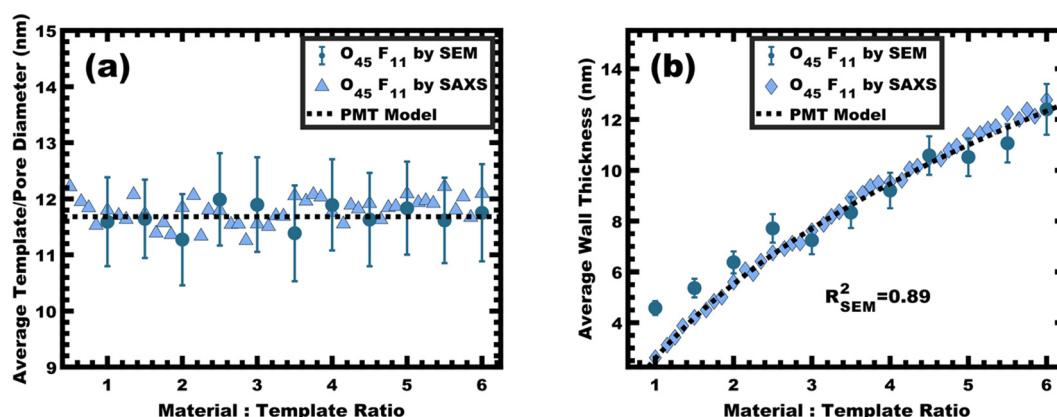 (a)
O45 F11 by SEM
O45 F11 by SAXS
PMT Model
Average Template/Pore Diameter (nm)
15
14
13
12
11
10
9
1 2 3 4 5 6
Material : Template Ratio
(b)
O45 F11 by SEM
O45 F11 by SAXS
PMT Model
Average Wall Thickness (nm)
14
12
10
8
6
4
R²SEM=0.89
1 2 3 4 5 6
Material : Template Ratio